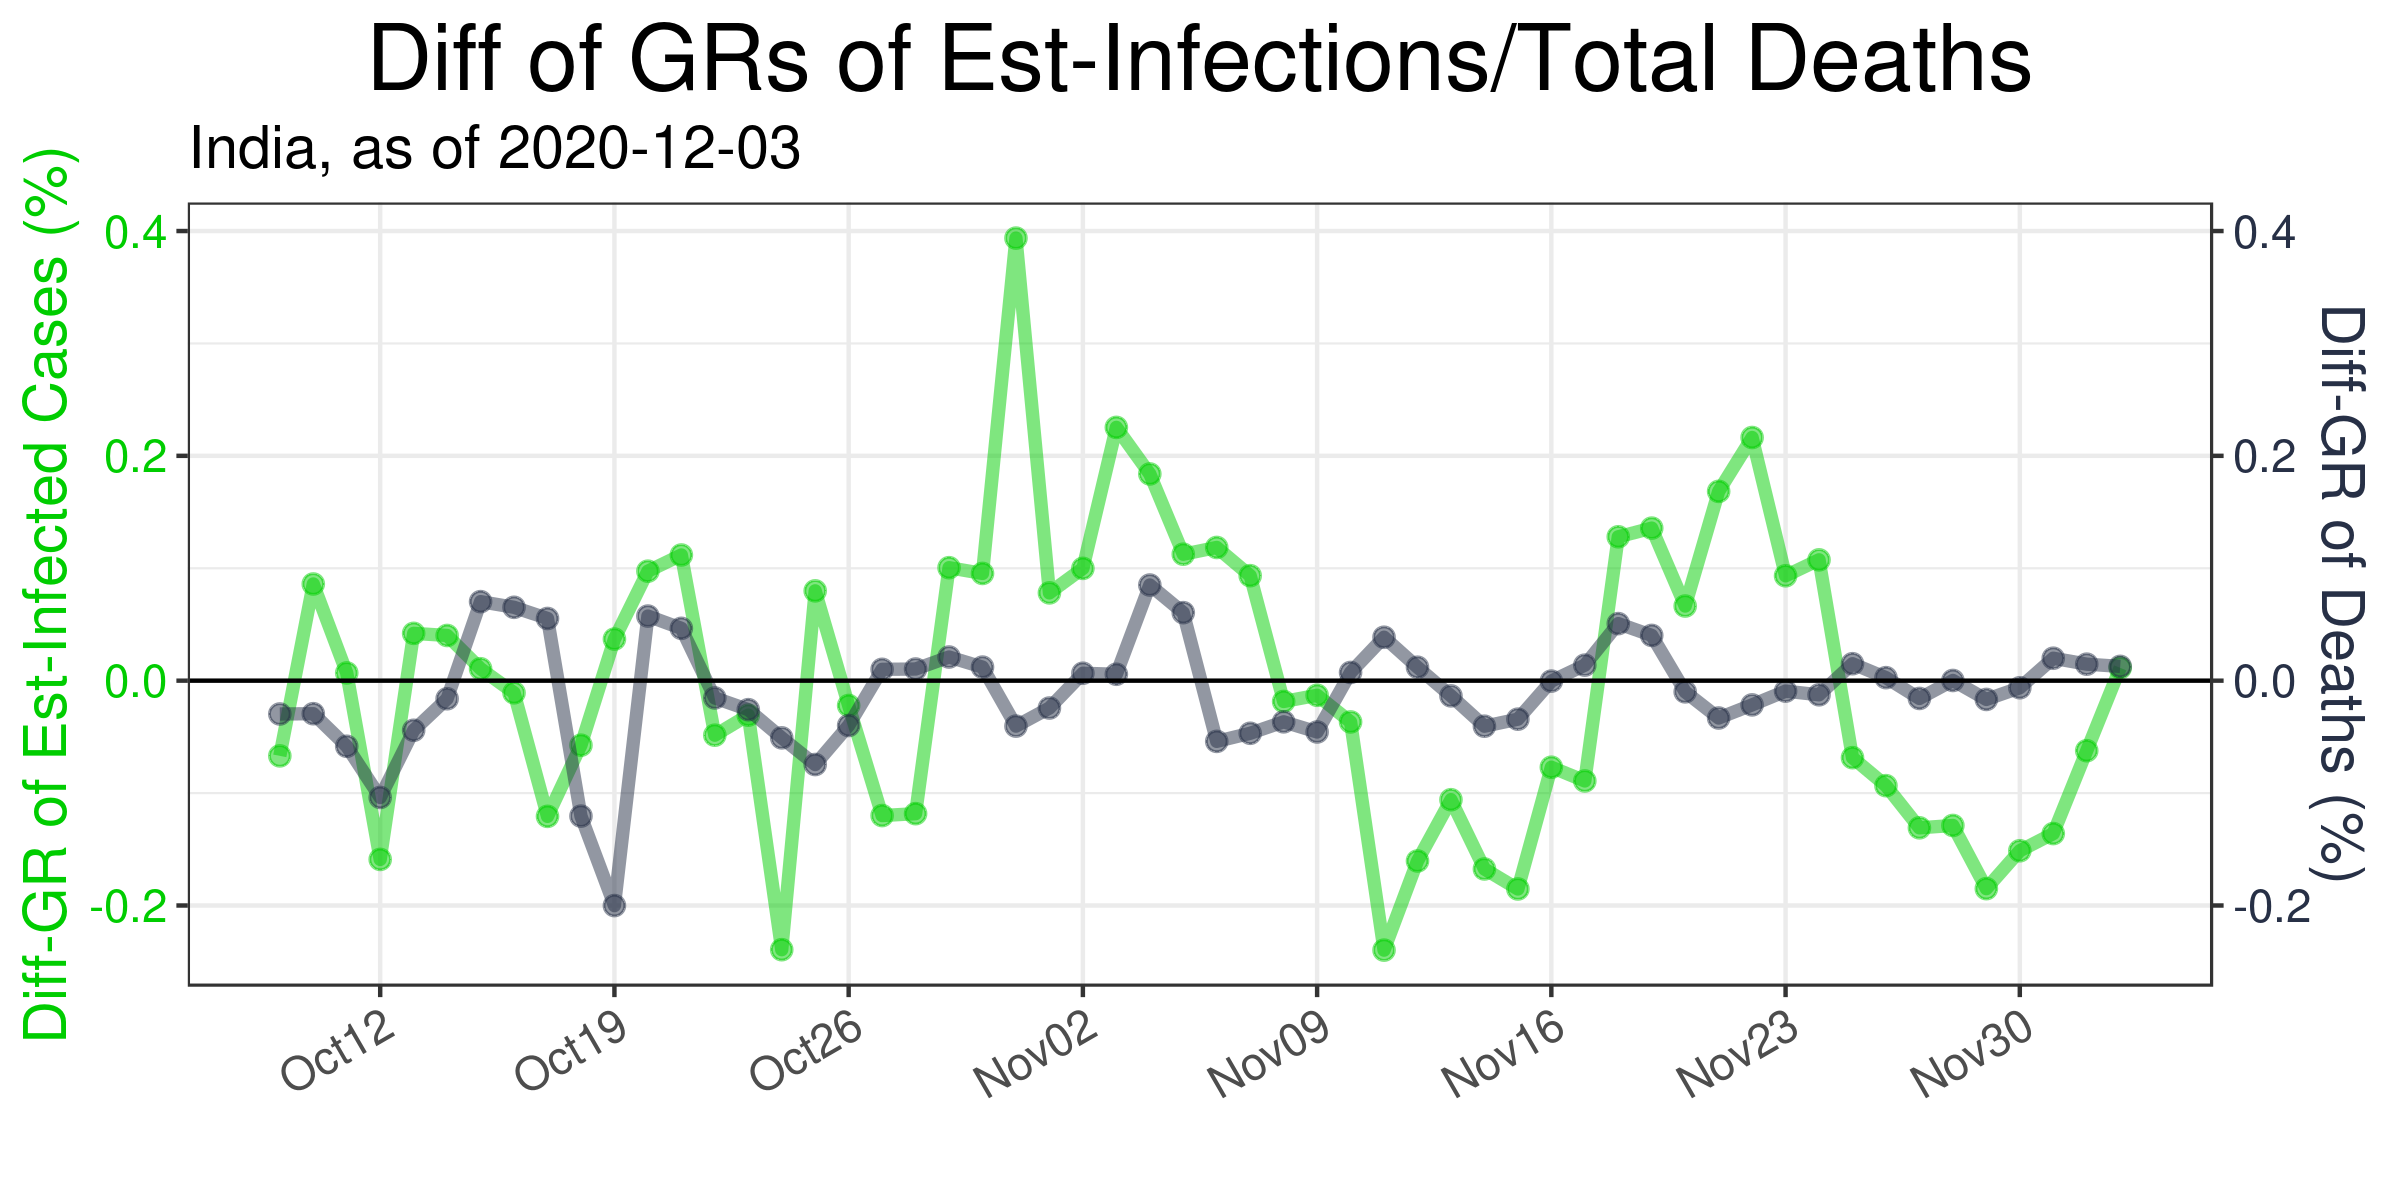 Diff of GRs of Est-Infections/Total Deaths
India, as of 2020-12-03
Diff-GR of Est-Infected Cases (%)
0.4
0.2
0.0
-0.2
0.4
0.2
0.0
-0.2
Diff-GR of Deaths (%)
Oct12
Oct19
Oct26
Nov02
Nov09
Nov16
Nov23
Nov30